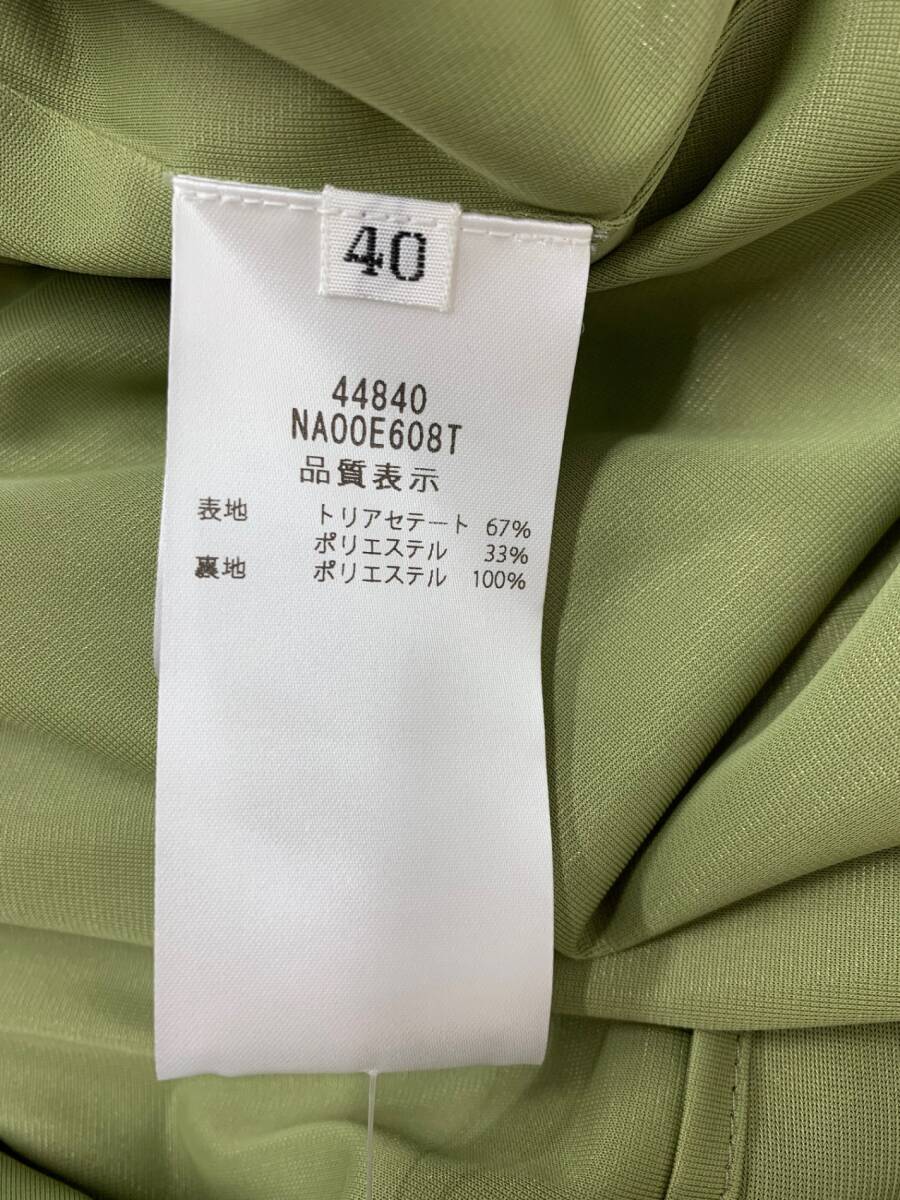 40
44840
NA00E608T
品質表示
表地 トリアセテート 67%
ポリエステル 33%
裏地 ポリエステル 100%